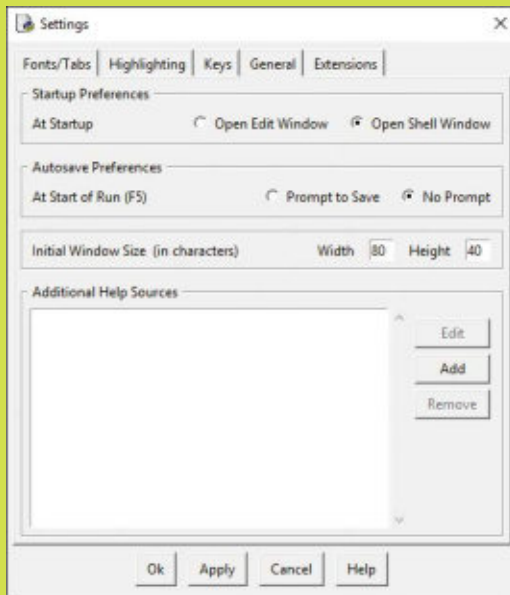 Settings
Fonts/Tabs Highlighting Keys General Extensions
Startup Preferences
At Startup Open Edit Window Open Shell Window
Autosave Preferences
At Start of Run (F5) Prompt to Save No Prompt
Initial Window Size (in characters) Width 80 Height 40
Additional Help Sources
Edit
Add
Remove
Ok Apply Cancel Help